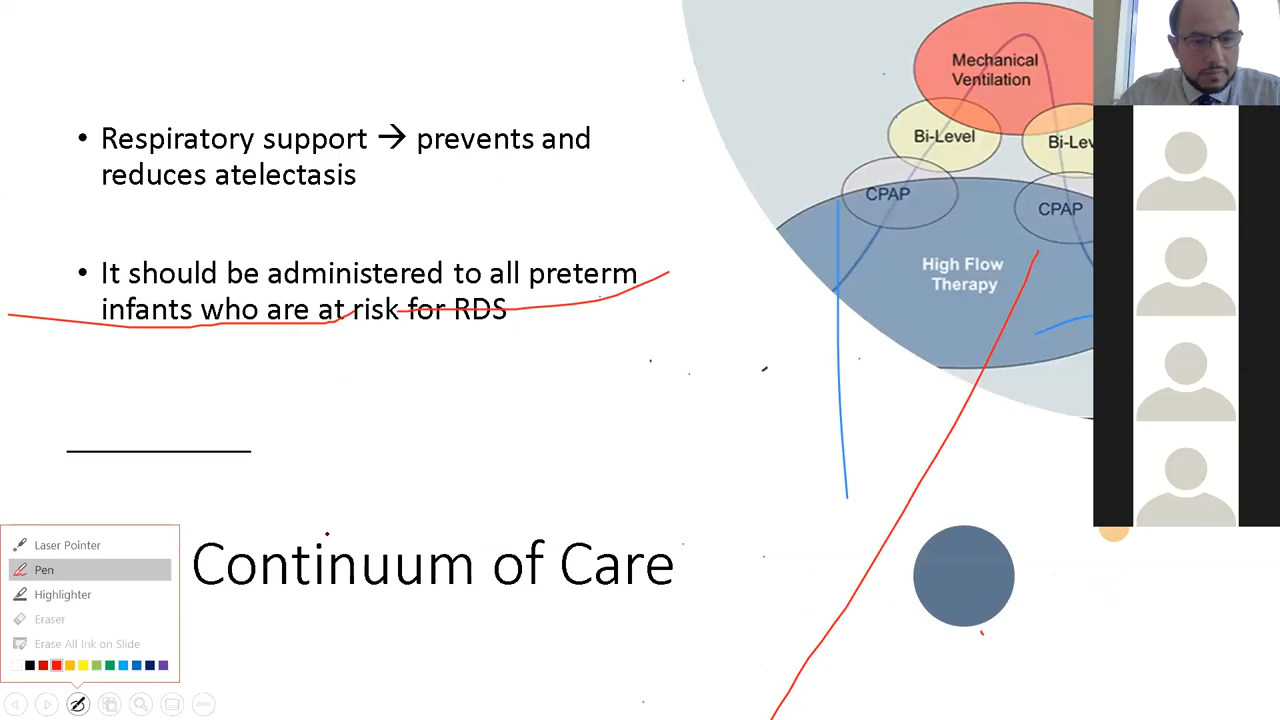 • Respiratory support → prevents and
reduces atelectasis
• It should be administered to all preterm
infants who are at risk for RDS
Mechanical
Ventilation
Bi-Level
Bi-Lev
CPAP
CPAP
High Flow
Therapy
Continuum of Care
Laser Pointer
Pen
Highlighter
Eraser
Erase All Ink on Slide